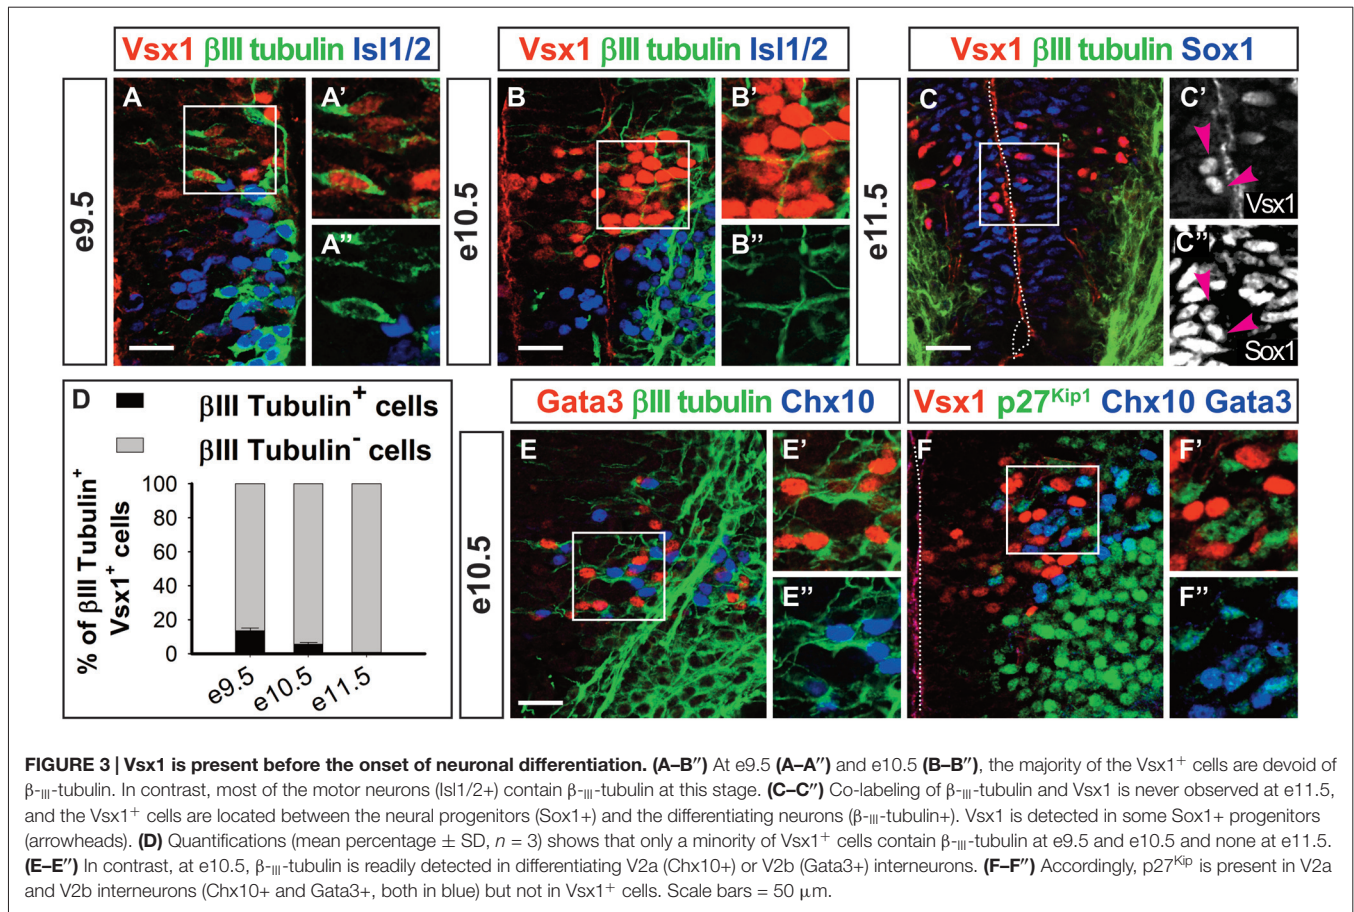 Vsx1 βIII tubulin Isl1/2
Vsx1 βIII tubulin Isl1/2
Vsx1 βIII tubulin Sox1
e9.5
A
A'
A"
e10.5
B
B'
B"
e11.5
C
C'
Vsx1
C"
Sox1
D
βIII Tubulin⁺ cells
βIII Tubulin⁻ cells
% of βIII Tubulin⁺
Vsx1⁺ cells
100
80
60
40
20
0
e9.5
e10.5
e11.5
Gata3 βIII tubulin Chx10
Vsx1 p27ᴷⁱᵖ¹ Chx10 Gata3
e10.5
E
E'
E"
F
F'
F"
FIGURE 3 | Vsx1 is present before the onset of neuronal differentiation. (A–B″) At e9.5 (A–A″) and e10.5 (B–B″), the majority of the Vsx1⁺ cells are devoid of
β-III-tubulin. In contrast, most of the motor neurons (Isl1/2+) contain β-III-tubulin at this stage. (C–C″) Co-labeling of β-III-tubulin and Vsx1 is never observed at e11.5,
and the Vsx1⁺ cells are located between the neural progenitors (Sox1+) and the differentiating neurons (β-III-tubulin+). Vsx1 is detected in some Sox1+ progenitors
(arrowheads). (D) Quantifications (mean percentage ± SD, n = 3) shows that only a minority of Vsx1⁺ cells contain β-III-tubulin at e9.5 and e10.5 and none at e11.5.
(E–E″) In contrast, at e10.5, β-III-tubulin is readily detected in differentiating V2a (Chx10+) or V2b (Gata3+) interneurons. (F–F″) Accordingly, p27ᴷⁱᵖ is present in V2a
and V2b interneurons (Chx10+ and Gata3+, both in blue) but not in Vsx1⁺ cells. Scale bars = 50 μm.